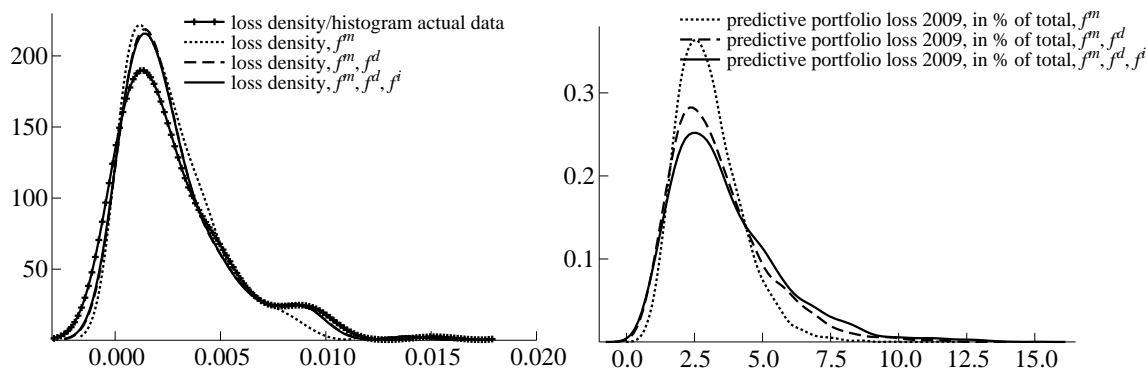 loss density/histogram actual data
loss density, f^m
loss density, f^m, f^d
loss density, f^m, f^d, f^i
200
150
100
50
0.000 0.005 0.010 0.015 0.020
predictive portfolio loss 2009, in % of total, f^m
predictive portfolio loss 2009, in % of total, f^m, f^d
predictive portfolio loss 2009, in % of total, f^m, f^d, f^i
0.3
0.2
0.1
0.0 2.5 5.0 7.5 10.0 12.5 15.0